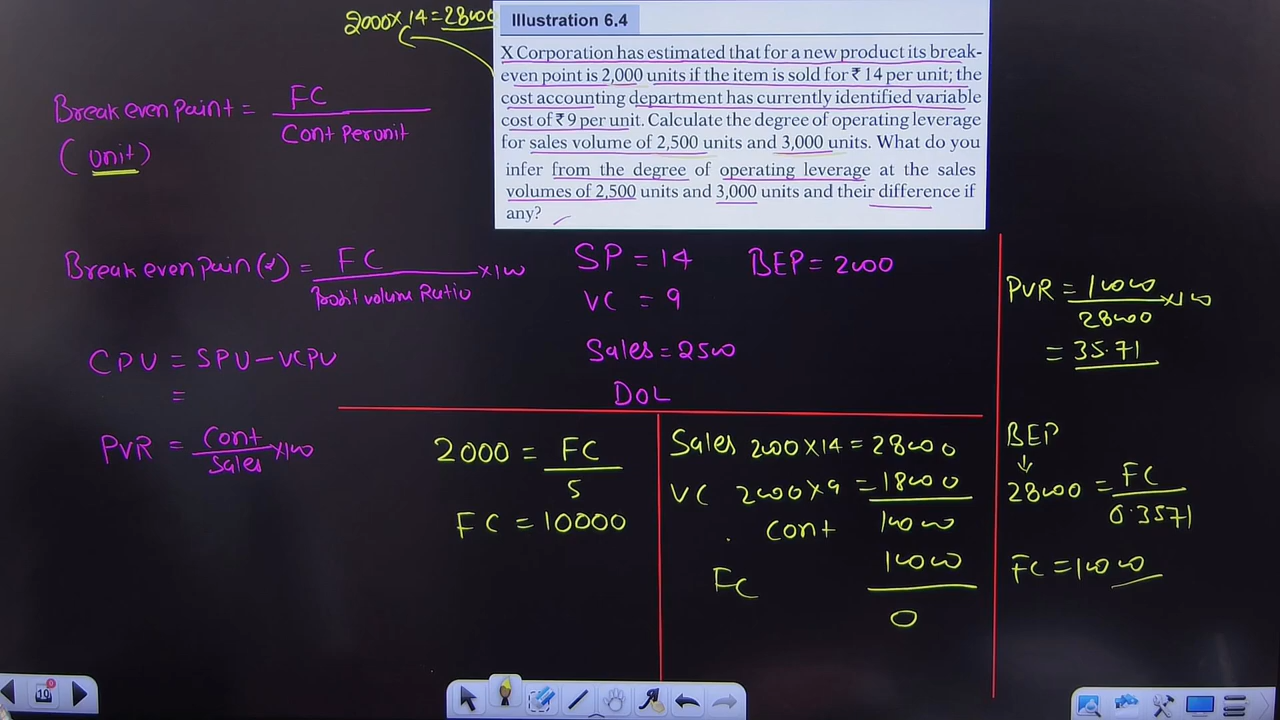 2000 × 14 = 28000
Illustration 6.4
X Corporation has estimated that for a new product its break-
even point is 2,000 units if the item is sold for ₹ 14 per unit; the
cost accounting department has currently identified variable
cost of ₹ 9 per unit. Calculate the degree of operating leverage
for sales volume of 2,500 units and 3,000 units. What do you
infer from the degree of operating leverage at the sales
volumes of 2,500 units and 3,000 units and their difference if
any?
Break even Point = FC
Cont Per unit
(unit)
Break even Poin (₹) = FC × 100
Profit volume Ratio
CPU = SPU - VCPU
=
PVR = Cont × 100
Sales
SP = 14
BEP = 2000
VC = 9
Sales = 2500
DOL
2000 = FC
5
FC = 10000
Sales 200 × 14 = 28000
VC 2000 × 9 = 18000
Cont 10000
FC 10000
0
PVR = 10000 × 100
28000
= 35.71
BEP
↓
28000 = FC
0.3571
FC = 10000
10